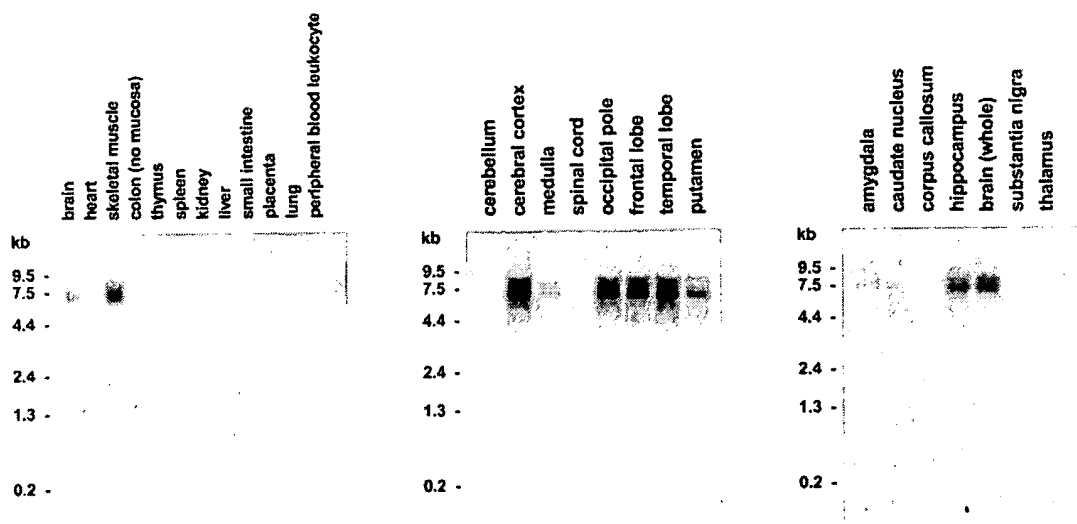 brain
heart
skeletal muscle
colon (no mucosa)
thymus
spleen
kidney
liver
small intestine
placenta
lung
peripheral blood leukocyte
kb
9.5 -
7.5 -
4.4 -
2.4 -
1.3 -
0.2 -
cerebellum
cerebral cortex
medulla
spinal cord
occipital pole
frontal lobe
temporal lobe
putamen
kb
9.5 -
7.5 -
4.4 -
2.4 -
1.3 -
0.2 -
amygdala
caudate nucleus
corpus callosum
hippocampus
brain (whole)
substantia nigra
thalamus
kb
9.5 -
7.5 -
4.4 -
2.4 -
1.3 -
0.2 -